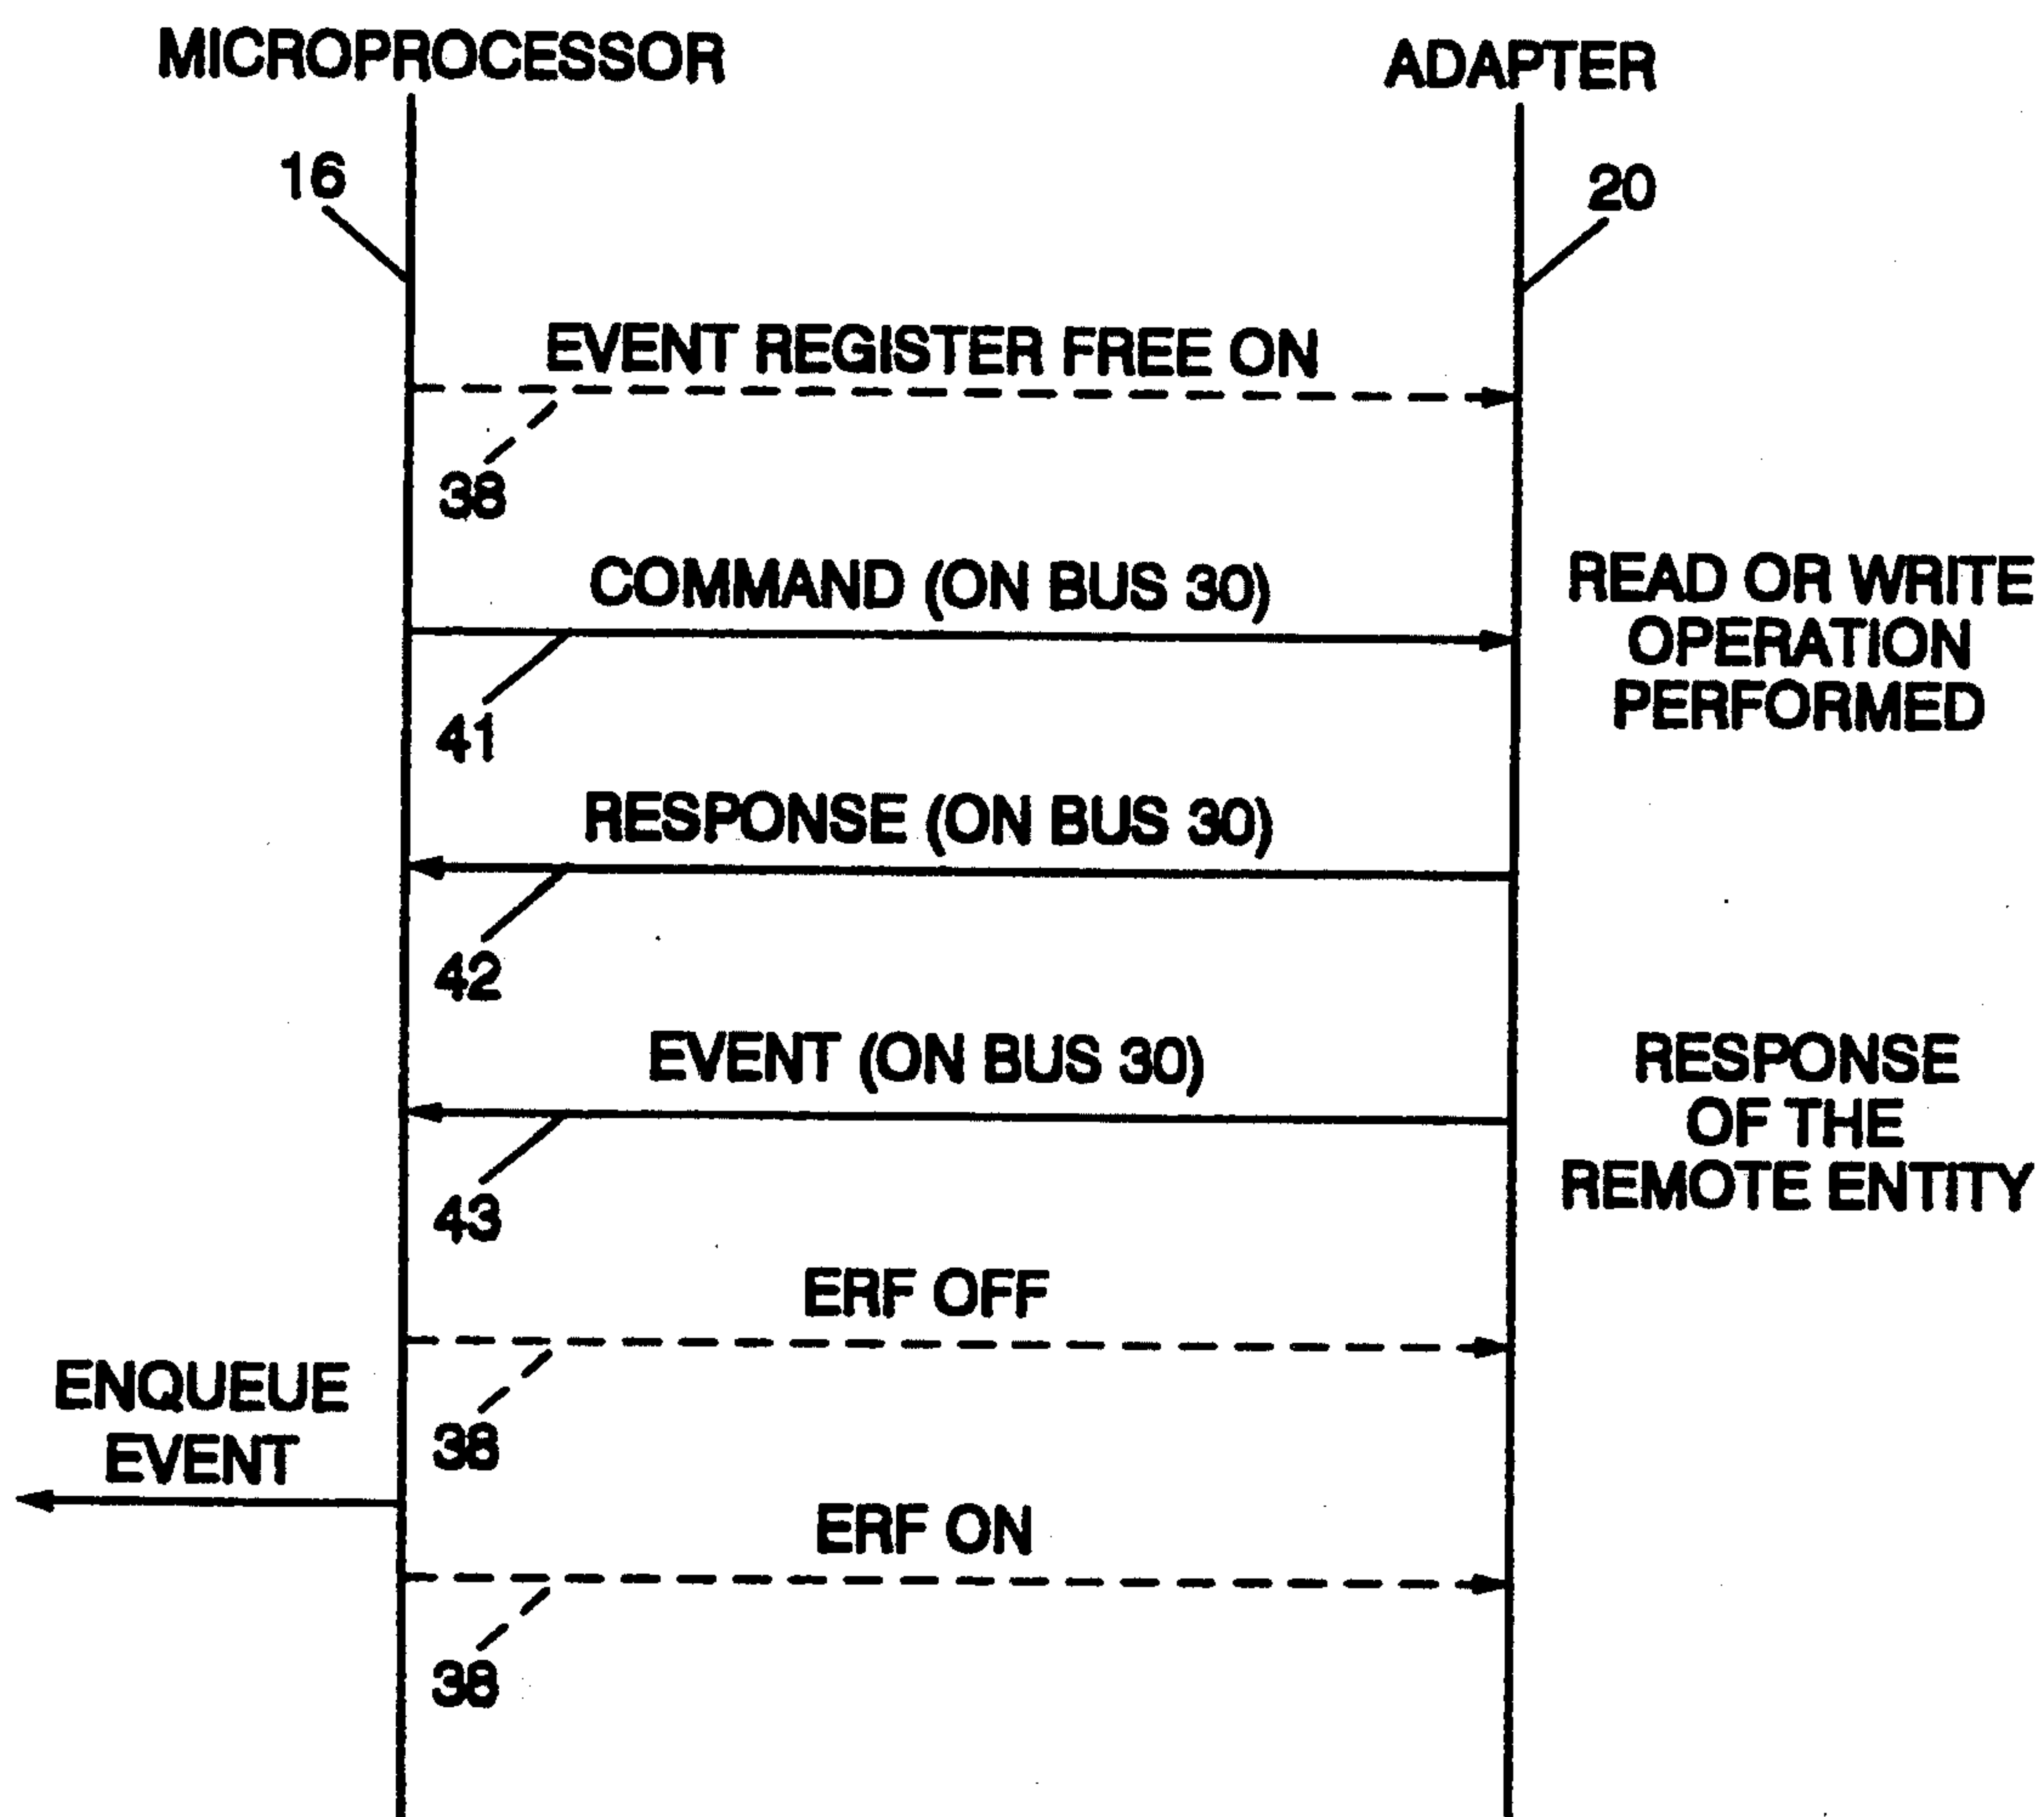 MICROPROCESSOR
ADAPTER
16
20
EVENT REGISTER FREE ON
38
COMMAND (ON BUS 30)
READ OR WRITE
OPERATION
PERFORMED
41
RESPONSE (ON BUS 30)
42
EVENT (ON BUS 30)
RESPONSE
OF THE
REMOTE ENTITY
43
ERF OFF
ENQUEUE
EVENT
38
ERF ON
38